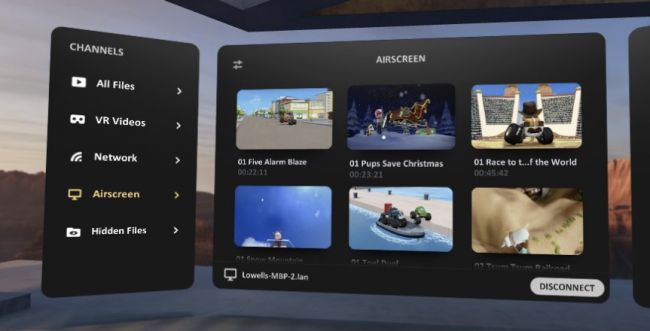 CHANNELS
All Files
VR Videos
Network
Airscreen
Hidden Files
AIRSCREEN
01 Five Alarm Blaze
00:22:11
01 Pups Save Christmas
00:23:21
01 Race to t...f the World
00:45:42
01 Snow Mountain
01 Tool Duel
02 Trum Trum Railroad
Lowells-MBP-2.lan
DISCONNECT